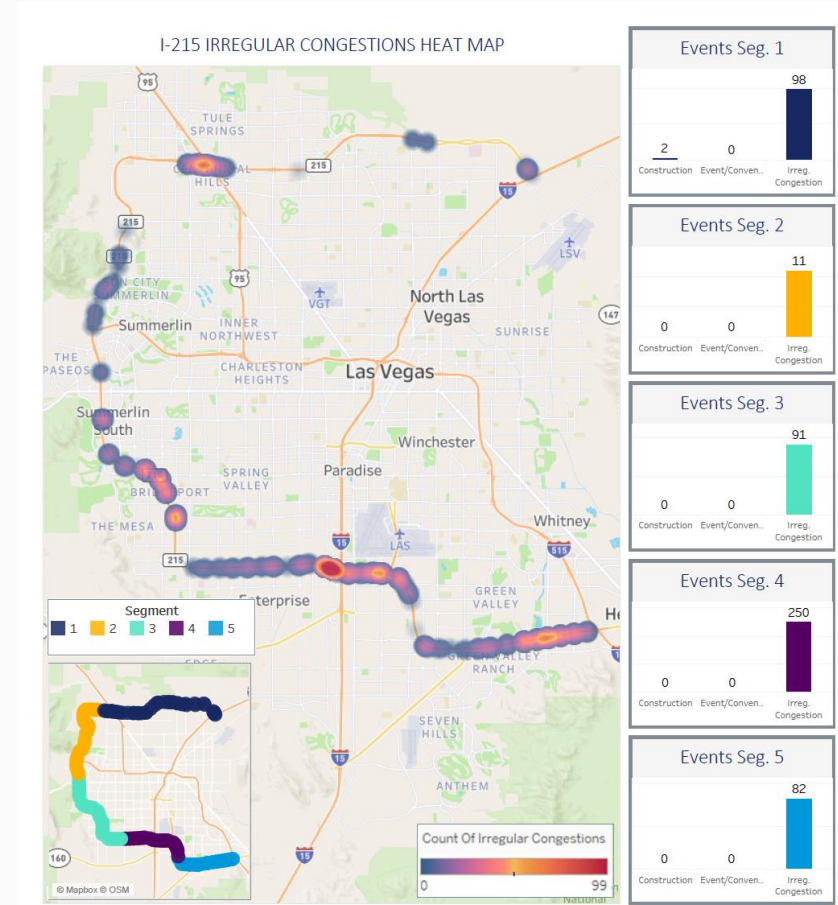 I-215 IRREGULAR CONGESTIONS HEAT MAP
95
TULE
SPRINGS
215
HILLS
15
215
215
SUN CITY
SUMMERLIN
95
LSV
VGT
North Las
Vegas
147
Summerlin
INNER
NORTHWEST
SUNRISE
THE
PASEOS
CHARLESTON
HEIGHTS
Las Vegas
Summerlin
South
Winchester
SPRING
VALLEY
Paradise
THE MESA
Whitney
15
LAS
515
215
Enterprise
GREEN
VALLEY
GREEN VALLEY
RANCH
SEVEN
HILLS
15
ANTHEM
15
National
Segment
1 2 3 4 5
160
© Mapbox © OSM
Count Of Irregular Congestions
0 99
Events Seg. 1
2 0 98
Construction Event/Conven.. Irreg.
Congestion
Events Seg. 2
0 0 11
Construction Event/Conven.. Irreg.
Congestion
Events Seg. 3
0 0 91
Construction Event/Conven.. Irreg.
Congestion
Events Seg. 4
0 0 250
Construction Event/Conven.. Irreg.
Congestion
Events Seg. 5
0 0 82
Construction Event/Conven.. Irreg.
Congestion